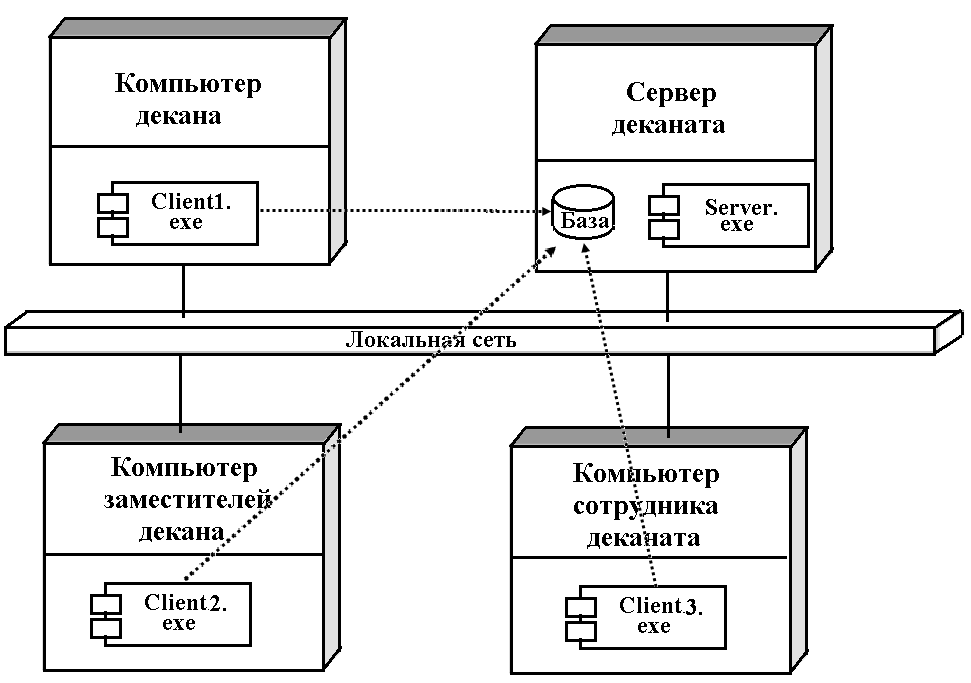 Компьютер
декана
Client1.
exe
Сервер
деканата
База
Server.
exe
Локальная сеть
Компьютер
заместителей
декана
Client2.
exe
Компьютер
сотрудника
деканата
Client3.
exe